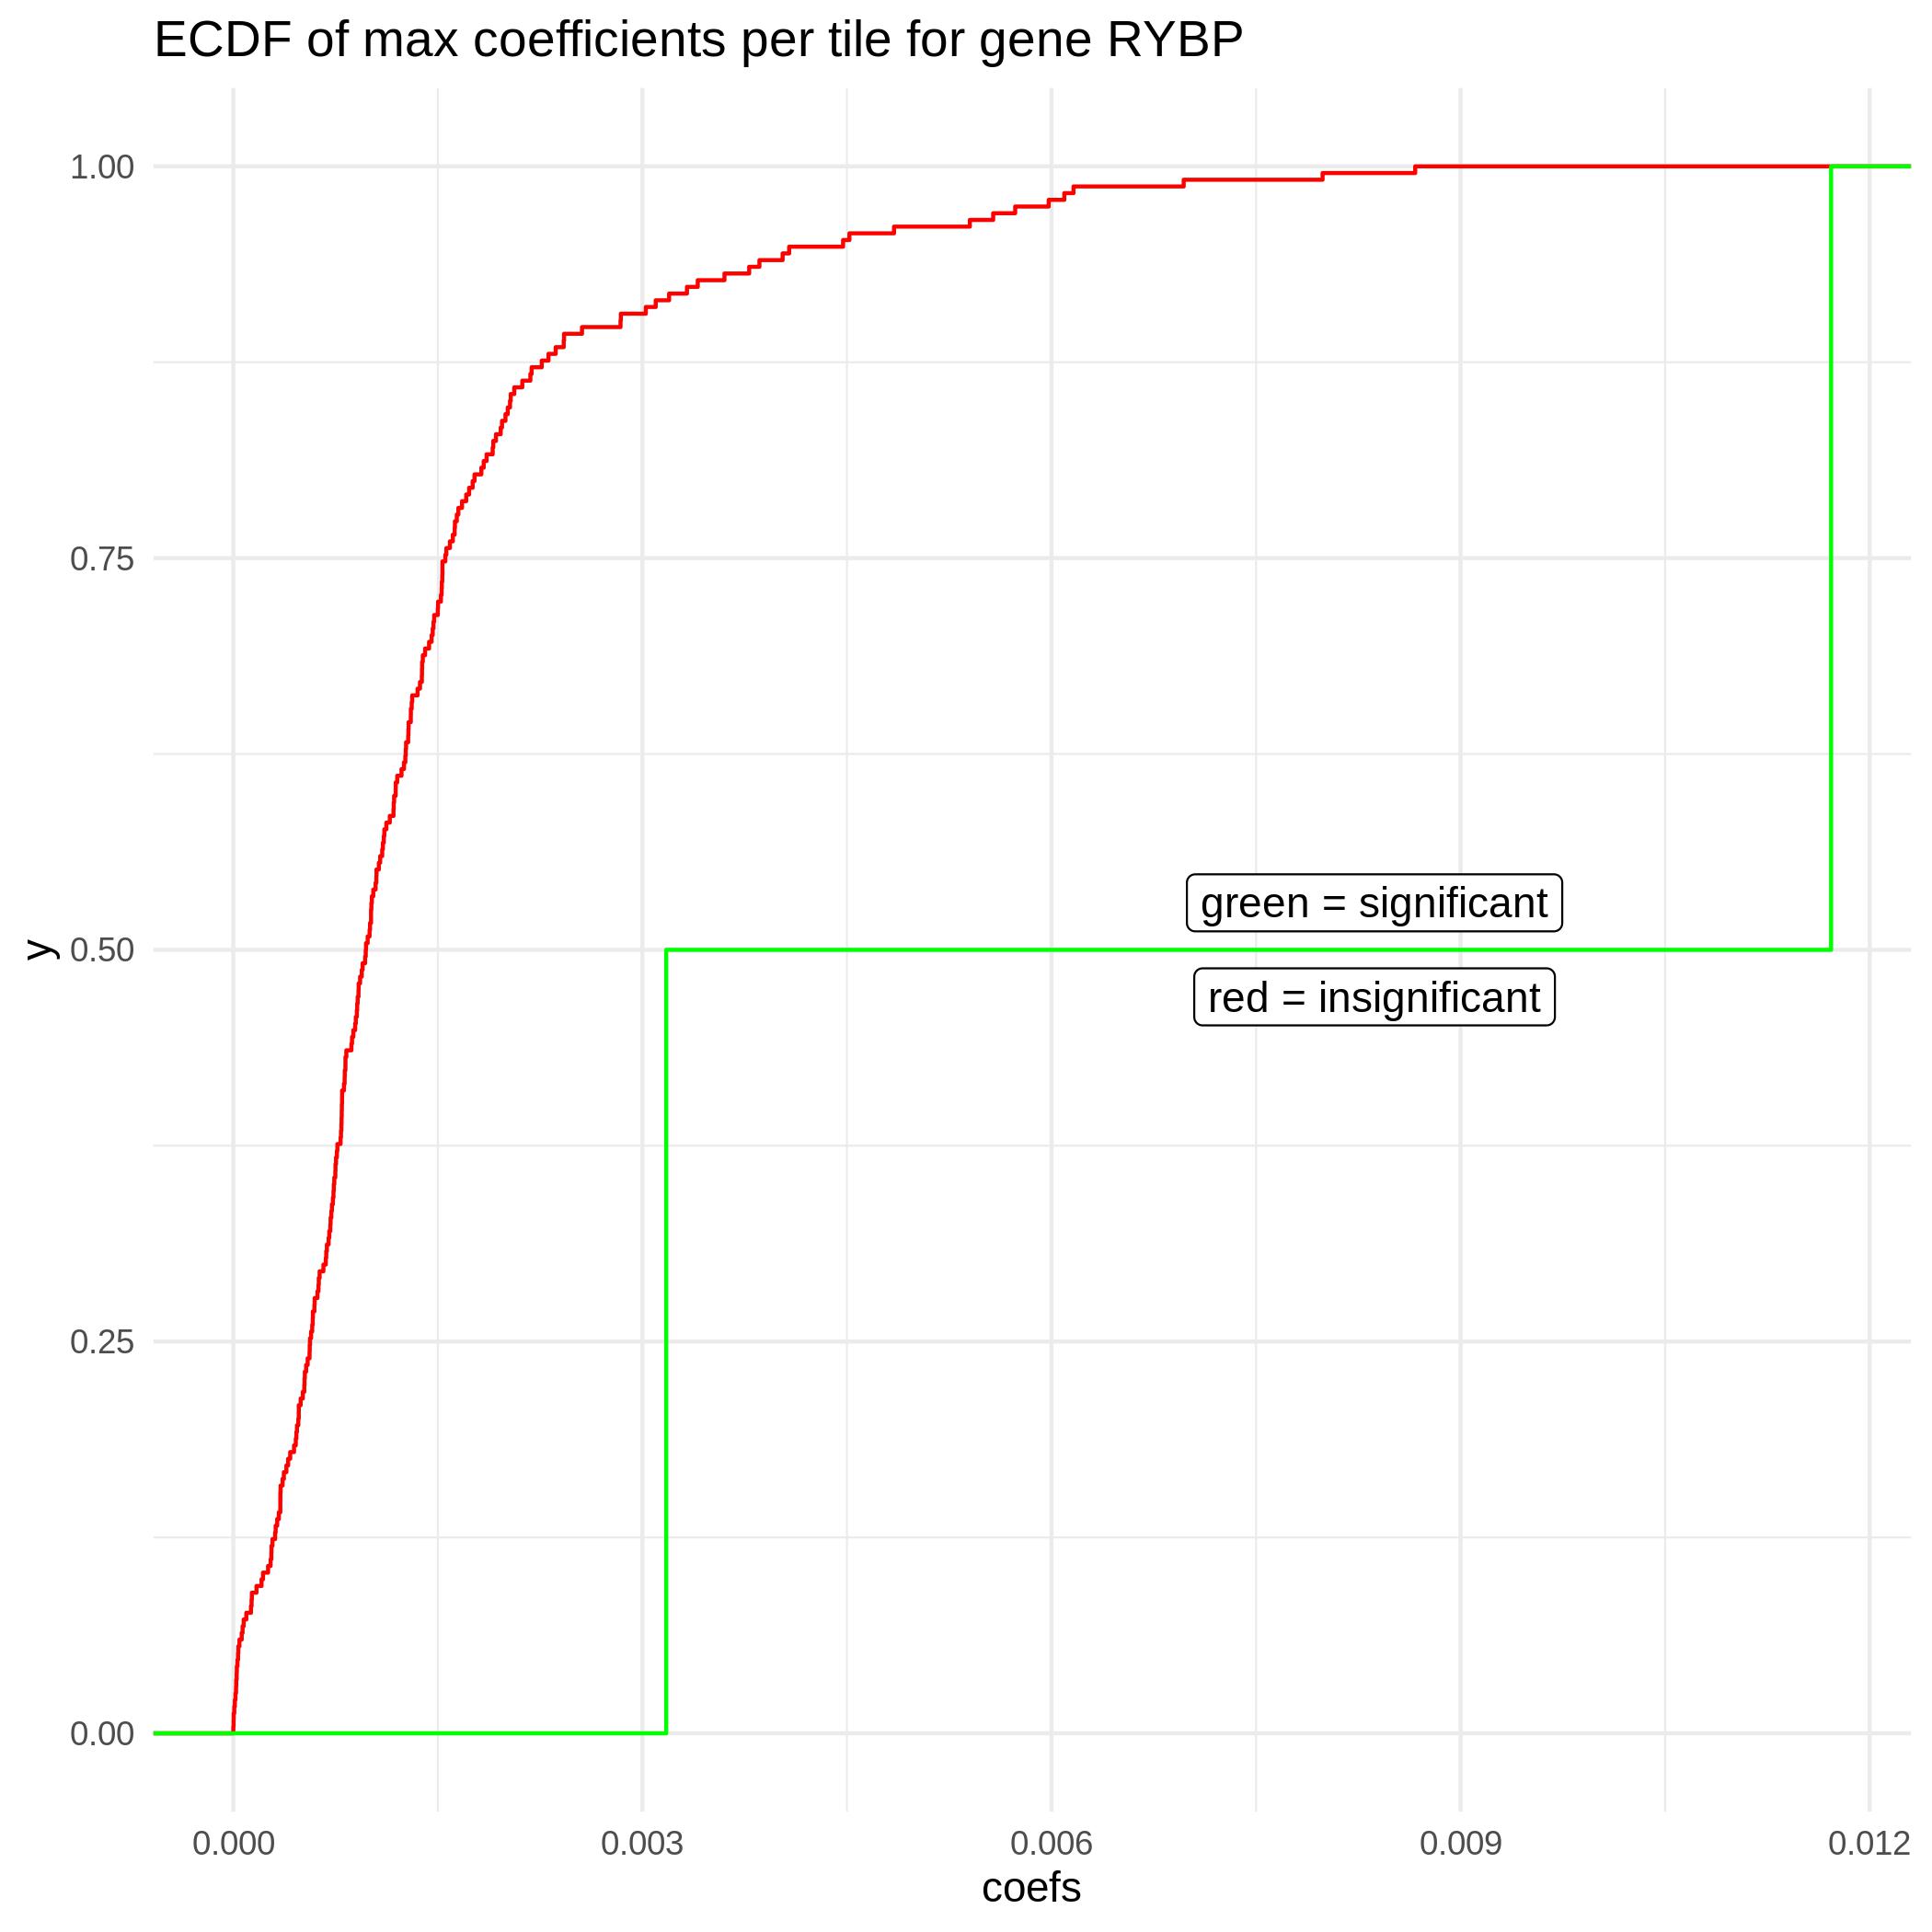 ECDF of max coefficients per tile for gene RYBP
1.00
0.75
green = significant
y
0.50
red = insignificant
0.25
0.00
0.000
0.003
0.006
0.009
0.012
coefs